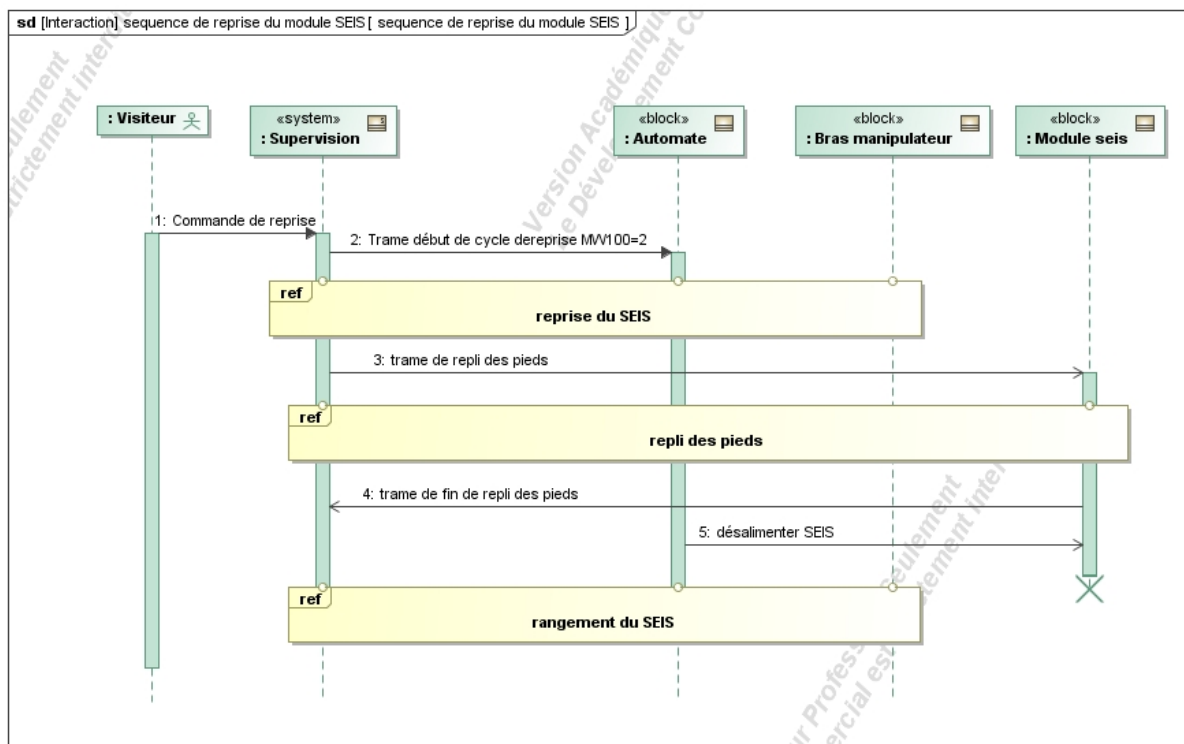 sd [Interaction] sequence de reprise du module SEIS [ sequence de reprise du module SEIS ]
: Visiteur
«system»
: Supervision
«block»
: Automate
«block»
: Bras manipulateur
«block»
: Module seis
1: Commande de reprise
2: Trame début de cycle dereprise MW100=2
ref
reprise du SEIS
3: trame de repli des pieds
ref
repli des pieds
4: trame de fin de repli des pieds
5: désalimenter SEIS
ref
rangement du SEIS
Version Académique
Seulement